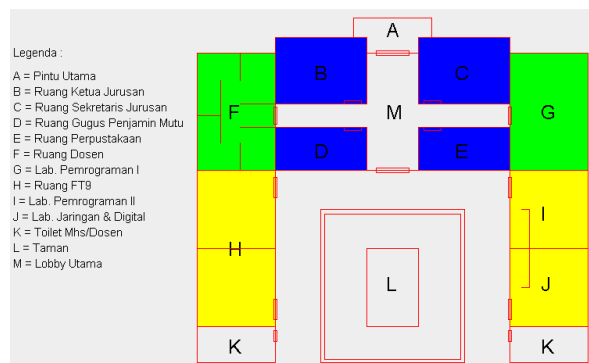 Legenda :
A = Pintu Utama
B = Ruang Ketua Jurusan
C = Ruang Sekretaris Jurusan
D = Ruang Gugus Penjamin Mutu
E = Ruang Perpustakaan
F = Ruang Dosen
G = Lab. Pemrograman I
H = Ruang FT9
I = Lab. Pemrograman II
J = Lab. Jaringan & Digital
K = Toilet Mhs/Dosen
L = Taman
M = Lobby Utama
A
B C
F M G
D E
I
H
L J
K K